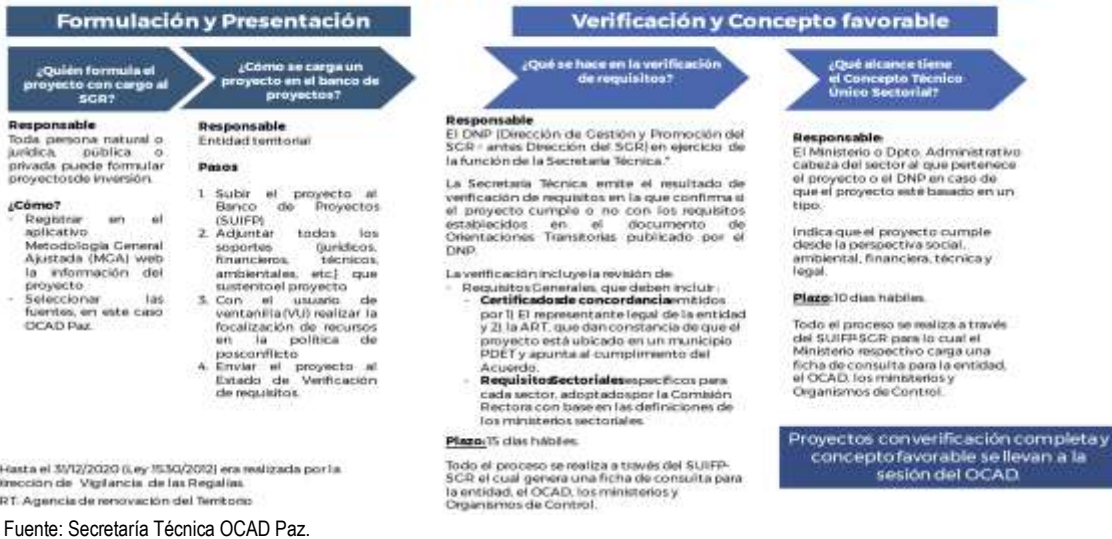 Formulación y Presentación
¿Quién formula el
proyecto con cargo al
SGR?
¿Cómo se carga un
proyecto en el banco de
proyectos?
Responsable
Toda persona natural o
jurídica, pública o
privada puede formular
proyectosde inversión.
¿Cómo?
- Registrar en el
aplicativo
Metodología General
Ajustada (MGA) web
la información del
proyecto
- Seleccionar las
fuentes, en este caso
OCAD Paz.
Responsable
Entidad territorial
Pasos
1. Subir el proyecto al
Banco de Proyectos
(SUIFP)
2. Adjuntar todos los
soportes (jurídicos,
financieros, técnicos,
ambientales, etc) que
sustentoel proyecto
3. Con el usuario de
ventanilla (VU) realizar la
focalización de recursos
en la política de
posconflicto
4. Enviar el proyecto al
Estado de Verificación
de requisitos.
Verificación y Concepto favorable
¿Qué se hace en la verificación
de requisitos?
¿Qué alcance tiene
el Concepto Técnico
Único Sectorial?
Responsable
El DNP (Dirección de Gestión y Promoción del
SGR - antes Dirección del SGR) en ejercicio de
la función de la Secretaría Técnica.*
La Secretaría Técnica emite el resultado de
verificación de requisitos en la que confirma si
el proyecto cumple o no con los requisitos
establecidos en el documento de
Orientaciones Transitorias publicado por el
DNP.
La verificación incluye la revisión de:
- Requisitos Generales, que deben incluir :
- Certificadosde concordanciaemitidos
por 1) El representante legal de la entidad
y 2) la ART, que dan constancia de que el
proyecto está ubicado en un municipio
PDET y apunta al cumplimiento del
Acuerdo.
- RequisitosSectorialesespecíficos para
cada sector, adoptadospor la Comisión
Rectora con base en las definiciones de
los ministerios sectoriales.
Plazo:15 días hábiles.
Todo el proceso se realiza a través del SUIFP-
SGR el cual genera una ficha de consulta para
la entidad, el OCAD, los ministerios y
Organismos de Control.
Responsable:
El Ministerio o Dpto. Administrativo
cabeza del sector al que pertenece
el proyecto o el DNP en caso de
que el proyecto esté basado en un
tipo.
Indica que el proyecto cumple
desde la perspectiva social,
ambiental, financiera, técnica y
legal.
Plazo:10 días hábiles.
Todo el proceso se realiza a través
del SUIFP-SGR para lo cual el
Ministerio respectivo carga una
ficha de consulta para la entidad,
el OCAD, los ministerios y
Organismos de Control.
Proyectos converificación completa y
concepto favorable se llevan a la
sesión del OCAD.
Hasta el 31/12/2020 (Ley 1530/2012) era realizada por la
irección de Vigilancia de las Regalías.
RT: Agencia de renovación del Territorio
Fuente: Secretaría Técnica OCAD Paz.